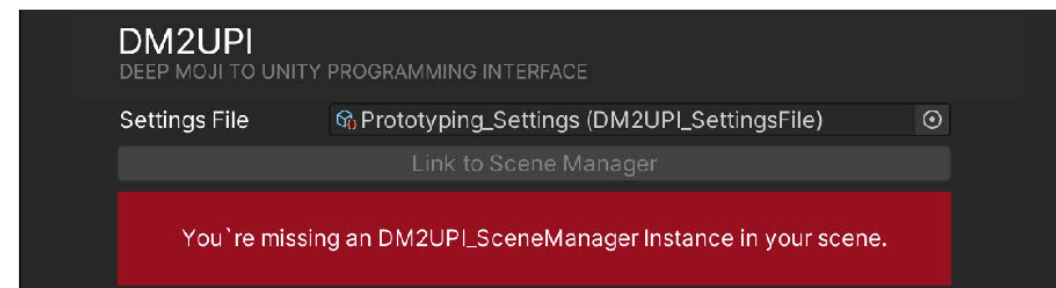 DM2UPI
DEEP MOJI TO UNITY PROGRAMMING INTERFACE
Settings File Prototyping_Settings (DM2UPI_SettingsFile)
Link to Scene Manager
You`re missing an DM2UPI_SceneManager Instance in your scene.